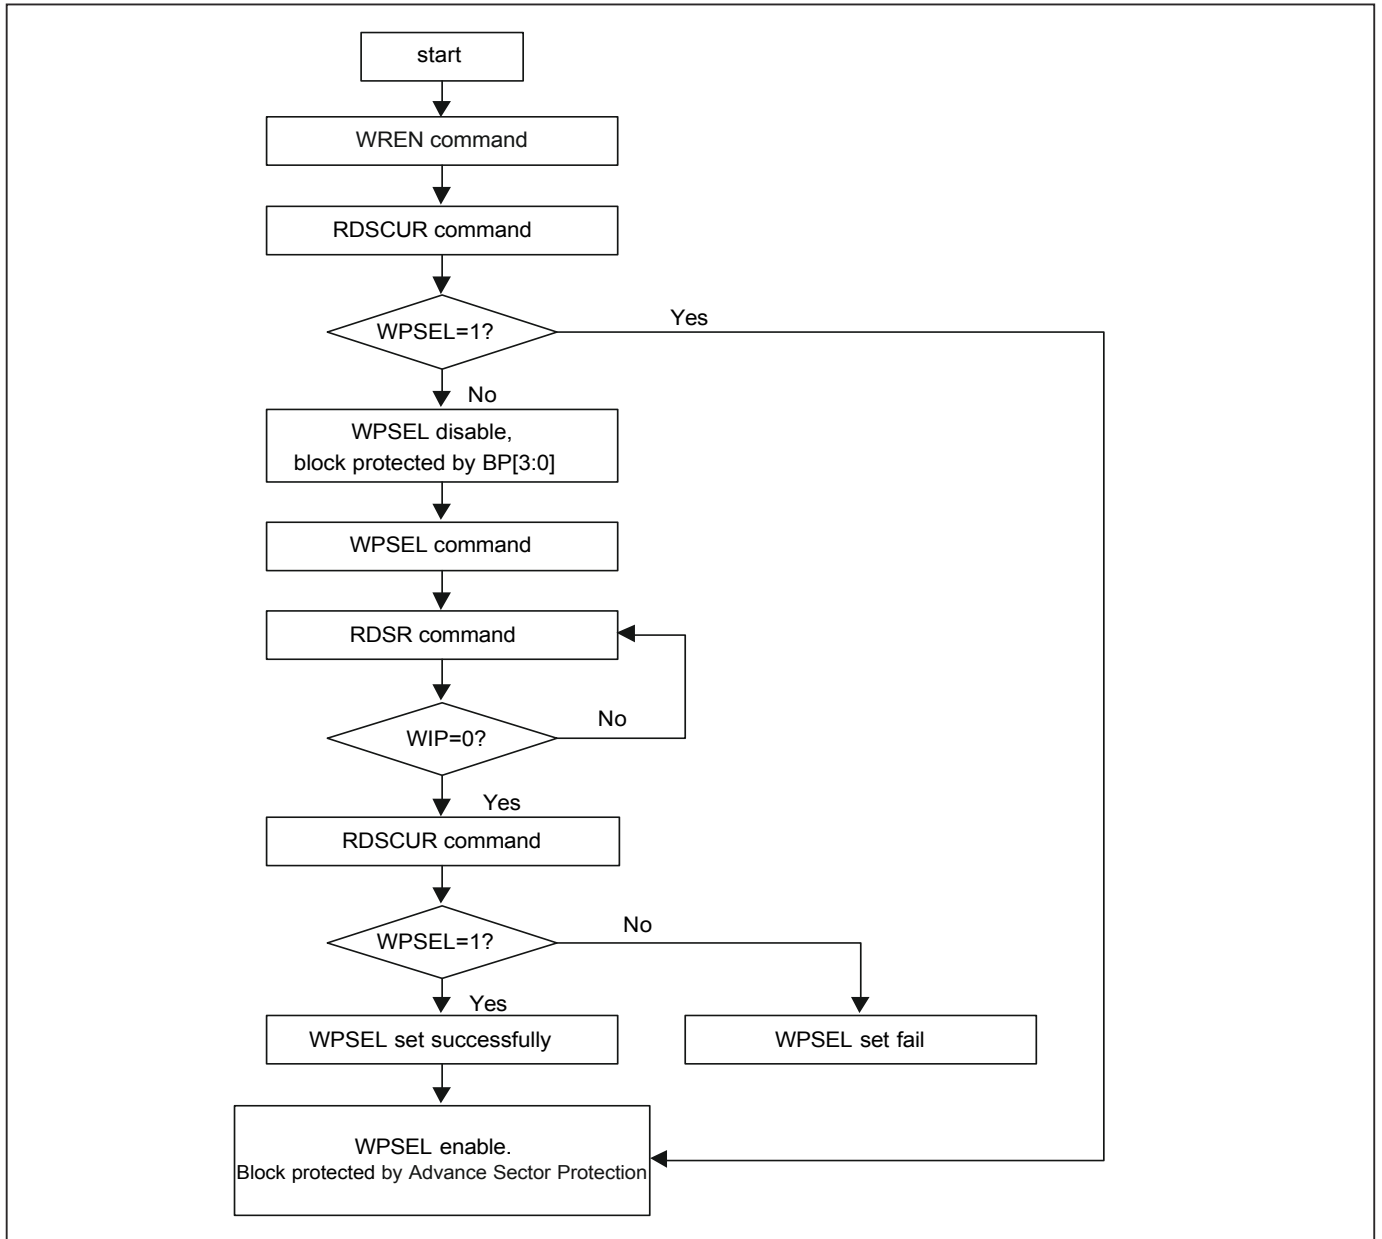 start
WREN command
RDSCUR command
WPSEL=1?
Yes
No
WPSEL disable,
block protected by BP[3:0]
WPSEL command
RDSR command
WIP=0?
No
Yes
RDSCUR command
WPSEL=1?
No
Yes
WPSEL set successfully
WPSEL set fail
WPSEL enable.
Block protected by Advance Sector Protection